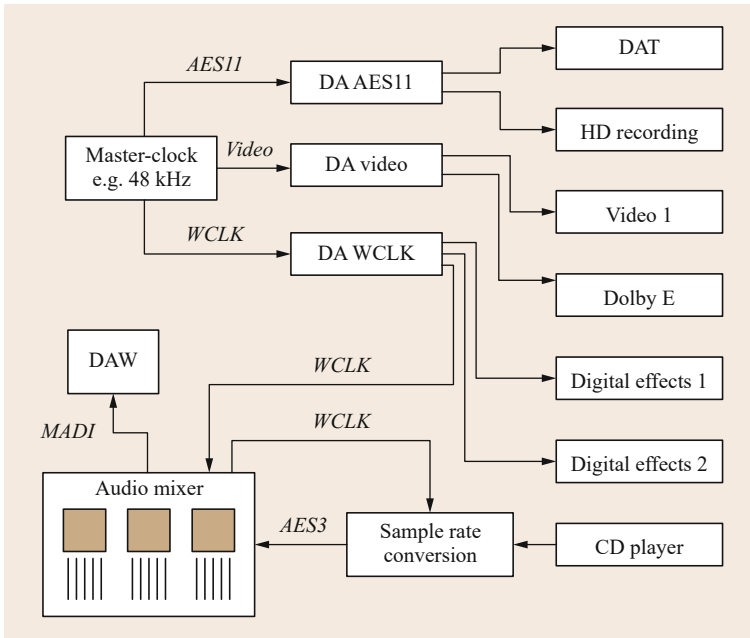 AES11
DA AES11
DAT
HD recording
Master-clock
e.g. 48 kHz
Video
DA video
Video 1
WCLK
DA WCLK
Dolby E
DAW
WCLK
Digital effects 1
MADI
WCLK
Digital effects 2
Audio mixer
AES3
Sample rate
conversion
CD player